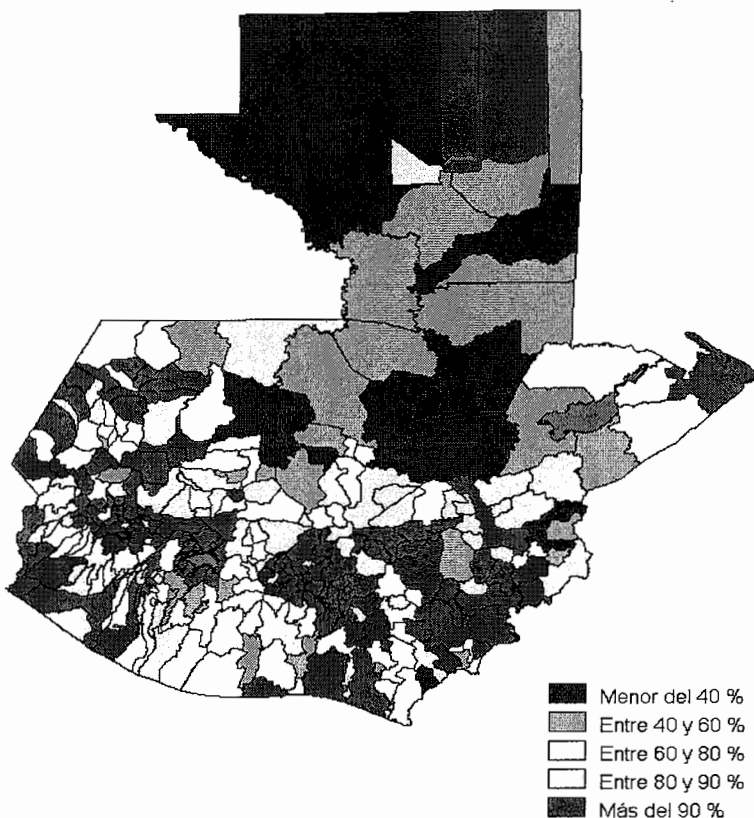 Menor del 40 %
Entre 40 y 60 %
Entre 60 y 80 %
Entre 80 y 90 %
Más del 90 %